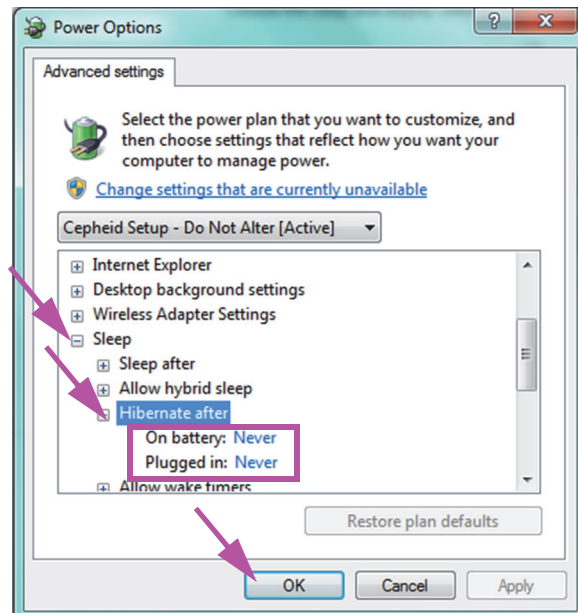 Power Options
Advanced settings
Select the power plan that you want to customize, and
then choose settings that reflect how you want your
computer to manage power.
Change settings that are currently unavailable
Cepheid Setup - Do Not Alter [Active]
Internet Explorer
Desktop background settings
Wireless Adapter Settings
Sleep
Sleep after
Allow hybrid sleep
Hibernate after
On battery: Never
Plugged in: Never
Allow wake timers
Restore plan defaults
OK Cancel Apply